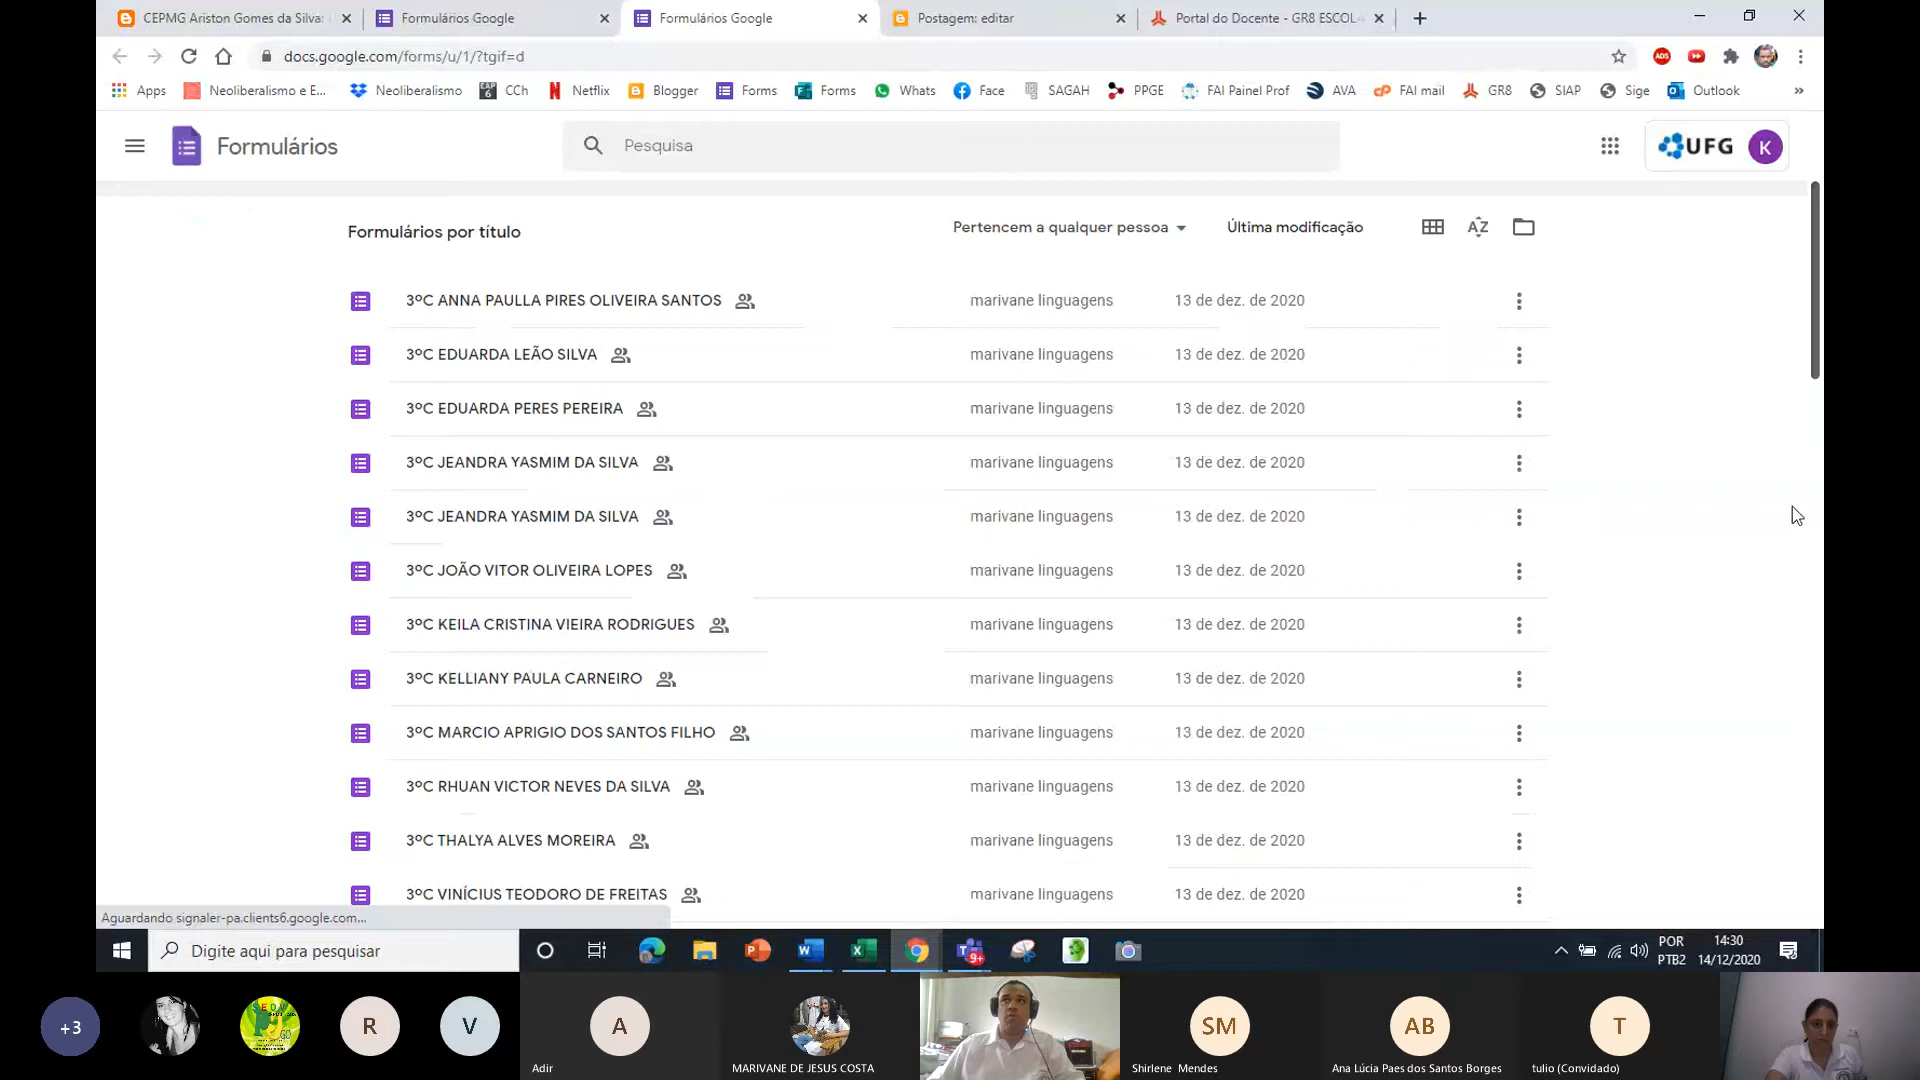 CEPMG Ariston Gomes da Silva:
Formulários Google
Formulários Google
Postagem: editar
Portal do Docente - GR8 ESCOL
docs.google.com/forms/u/1/?tgif=d
ABS
Apps
Neoliberalismo e E...
Neoliberalismo
CCh
Netflix
Blogger
Forms
Forms
Whats
Face
SAGAH
PPGE
FAI Painel Prof
AVA
FAI mail
GR8
SIAP
Sige
Outlook
»
Formulários
Pesquisa
UFG
K
Formulários por título
Pertencem a qualquer pessoa
Última modificação
AZ
3ºC ANNA PAULLA PIRES OLIVEIRA SANTOS marivane linguagens 13 de dez. de 2020
3ºC EDUARDA LEÃO SILVA marivane linguagens 13 de dez. de 2020
3ºC EDUARDA PERES PEREIRA marivane linguagens 13 de dez. de 2020
3ºC JEANDRA YASMIM DA SILVA marivane linguagens 13 de dez. de 2020
3ºC JEANDRA YASMIM DA SILVA marivane linguagens 13 de dez. de 2020
3ºC JOÃO VITOR OLIVEIRA LOPES marivane linguagens 13 de dez. de 2020
3ºC KEILA CRISTINA VIEIRA RODRIGUES marivane linguagens 13 de dez. de 2020
3ºC KELLIANY PAULA CARNEIRO marivane linguagens 13 de dez. de 2020
3ºC MARCIO APRIGIO DOS SANTOS FILHO marivane linguagens 13 de dez. de 2020
3ºC RHUAN VICTOR NEVES DA SILVA marivane linguagens 13 de dez. de 2020
3ºC THALYA ALVES MOREIRA marivane linguagens 13 de dez. de 2020
3ºC VINÍCIUS TEODORO DE FREITAS marivane linguagens 13 de dez. de 2020
Aguardando signaler-pa.clients6.google.com...
Digite aqui para pesquisar
9+
POR
PTB2
14:30
14/12/2020
+3
R
V
A
SM
AB
T
Adir
MARIVANE DE JESUS COSTA
Shirlene Mendes
Ana Lúcia Paes dos Santos Borges
tulio (Convidado)